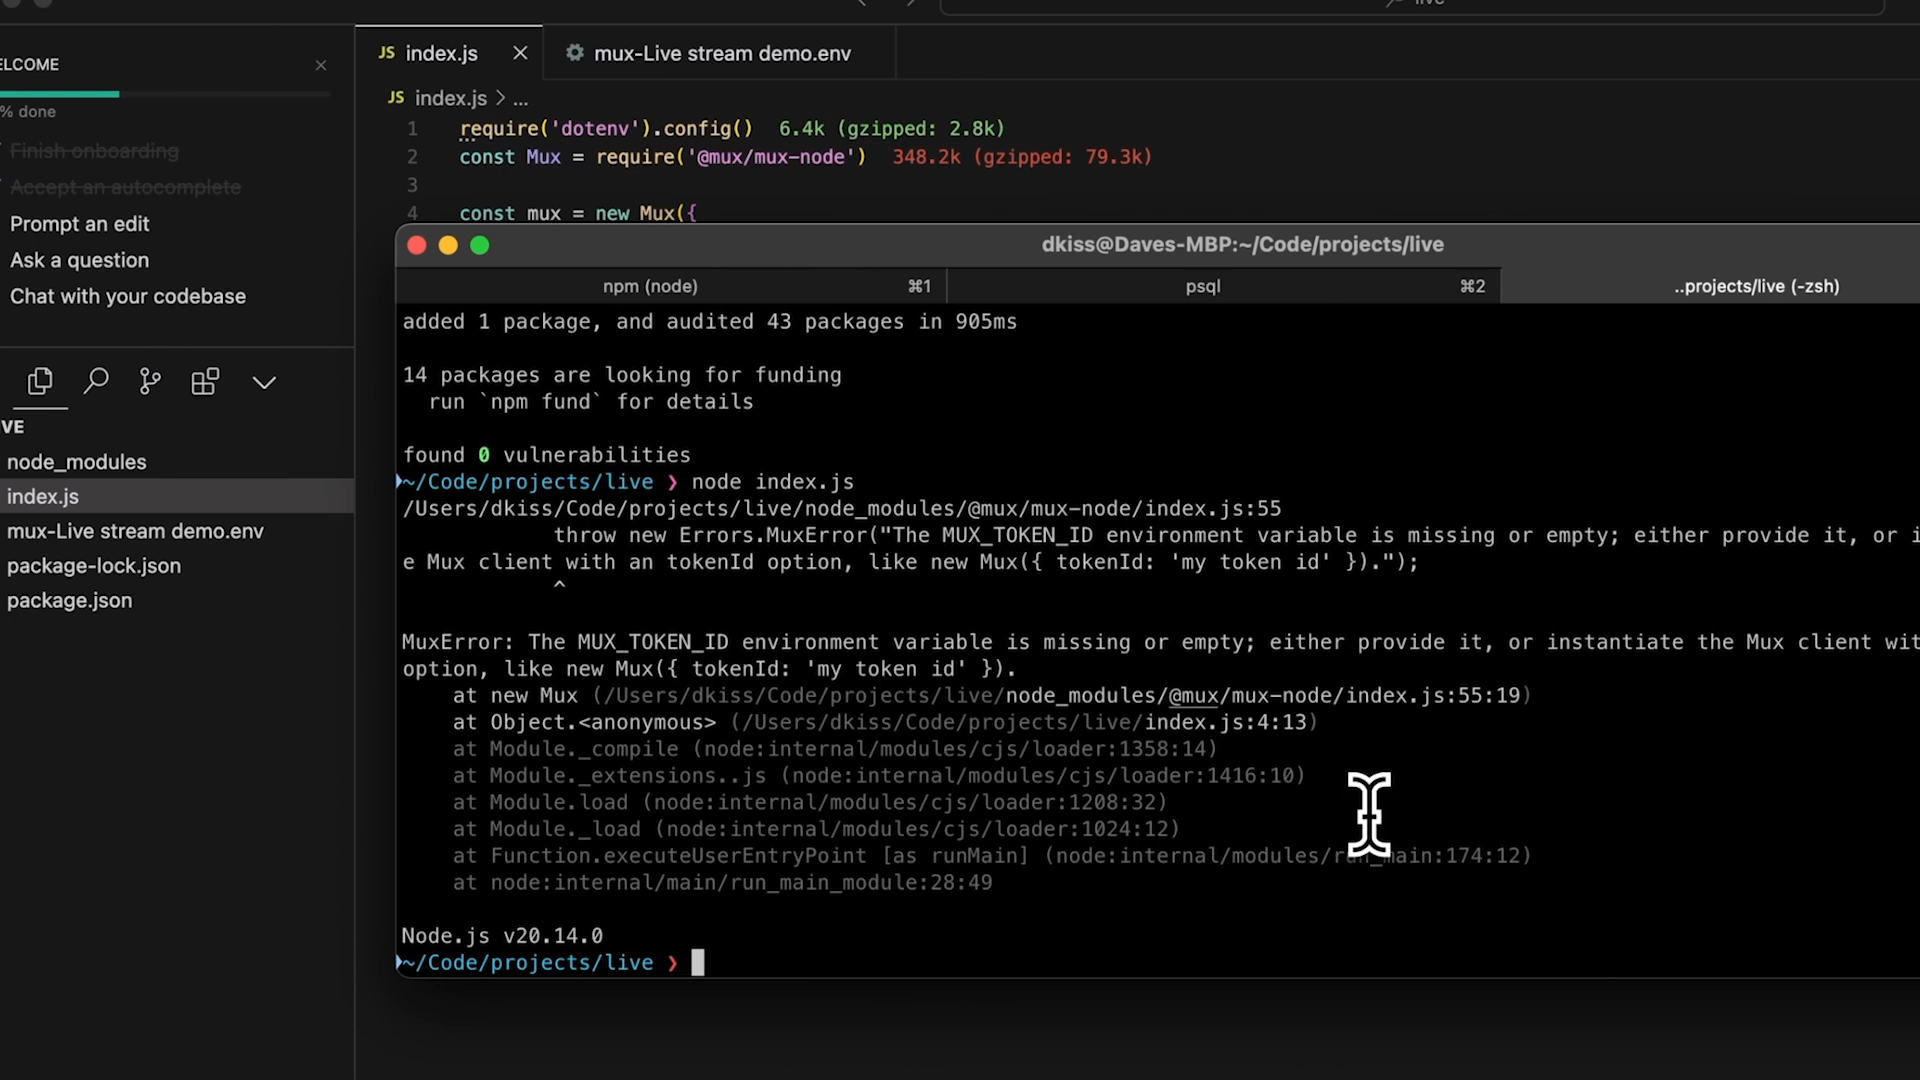 live
ELCOME
% done
Finish onboarding
Accept an autocomplete
Prompt an edit
Ask a question
Chat with your codebase
VE
node_modules
index.js
mux-Live stream demo.env
package-lock.json
package.json
JS index.js
mux-Live stream demo.env
JS index.js > ...
1 require('dotenv').config() 6.4k (gzipped: 2.8k)
2 const Mux = require('@mux/mux-node') 348.2k (gzipped: 79.3k)
3
4 const mux = new Mux({
dkiss@Daves-MBP:~/Code/projects/live
npm (node) ⌘1
psql ⌘2
..projects/live (-zsh)
added 1 package, and audited 43 packages in 905ms
14 packages are looking for funding
run `npm fund` for details
found 0 vulnerabilities
~/Code/projects/live ❯ node index.js
/Users/dkiss/Code/projects/live/node_modules/@mux/mux-node/index.js:55
throw new Errors.MuxError("The MUX_TOKEN_ID environment variable is missing or empty; either provide it, or i
e Mux client with an tokenId option, like new Mux({ tokenId: 'my token id' }).");
^
MuxError: The MUX_TOKEN_ID environment variable is missing or empty; either provide it, or instantiate the Mux client wit
option, like new Mux({ tokenId: 'my token id' }).
at new Mux (/Users/dkiss/Code/projects/live/node_modules/@mux/mux-node/index.js:55:19)
at Object.<anonymous> (/Users/dkiss/Code/projects/live/index.js:4:13)
at Module._compile (node:internal/modules/cjs/loader:1358:14)
at Module._extensions..js (node:internal/modules/cjs/loader:1416:10)
at Module.load (node:internal/modules/cjs/loader:1208:32)
at Module._load (node:internal/modules/cjs/loader:1024:12)
at Function.executeUserEntryPoint [as runMain] (node:internal/modules/run_main:174:12)
at node:internal/main/run_main_module:28:49
Node.js v20.14.0
~/Code/projects/live ❯